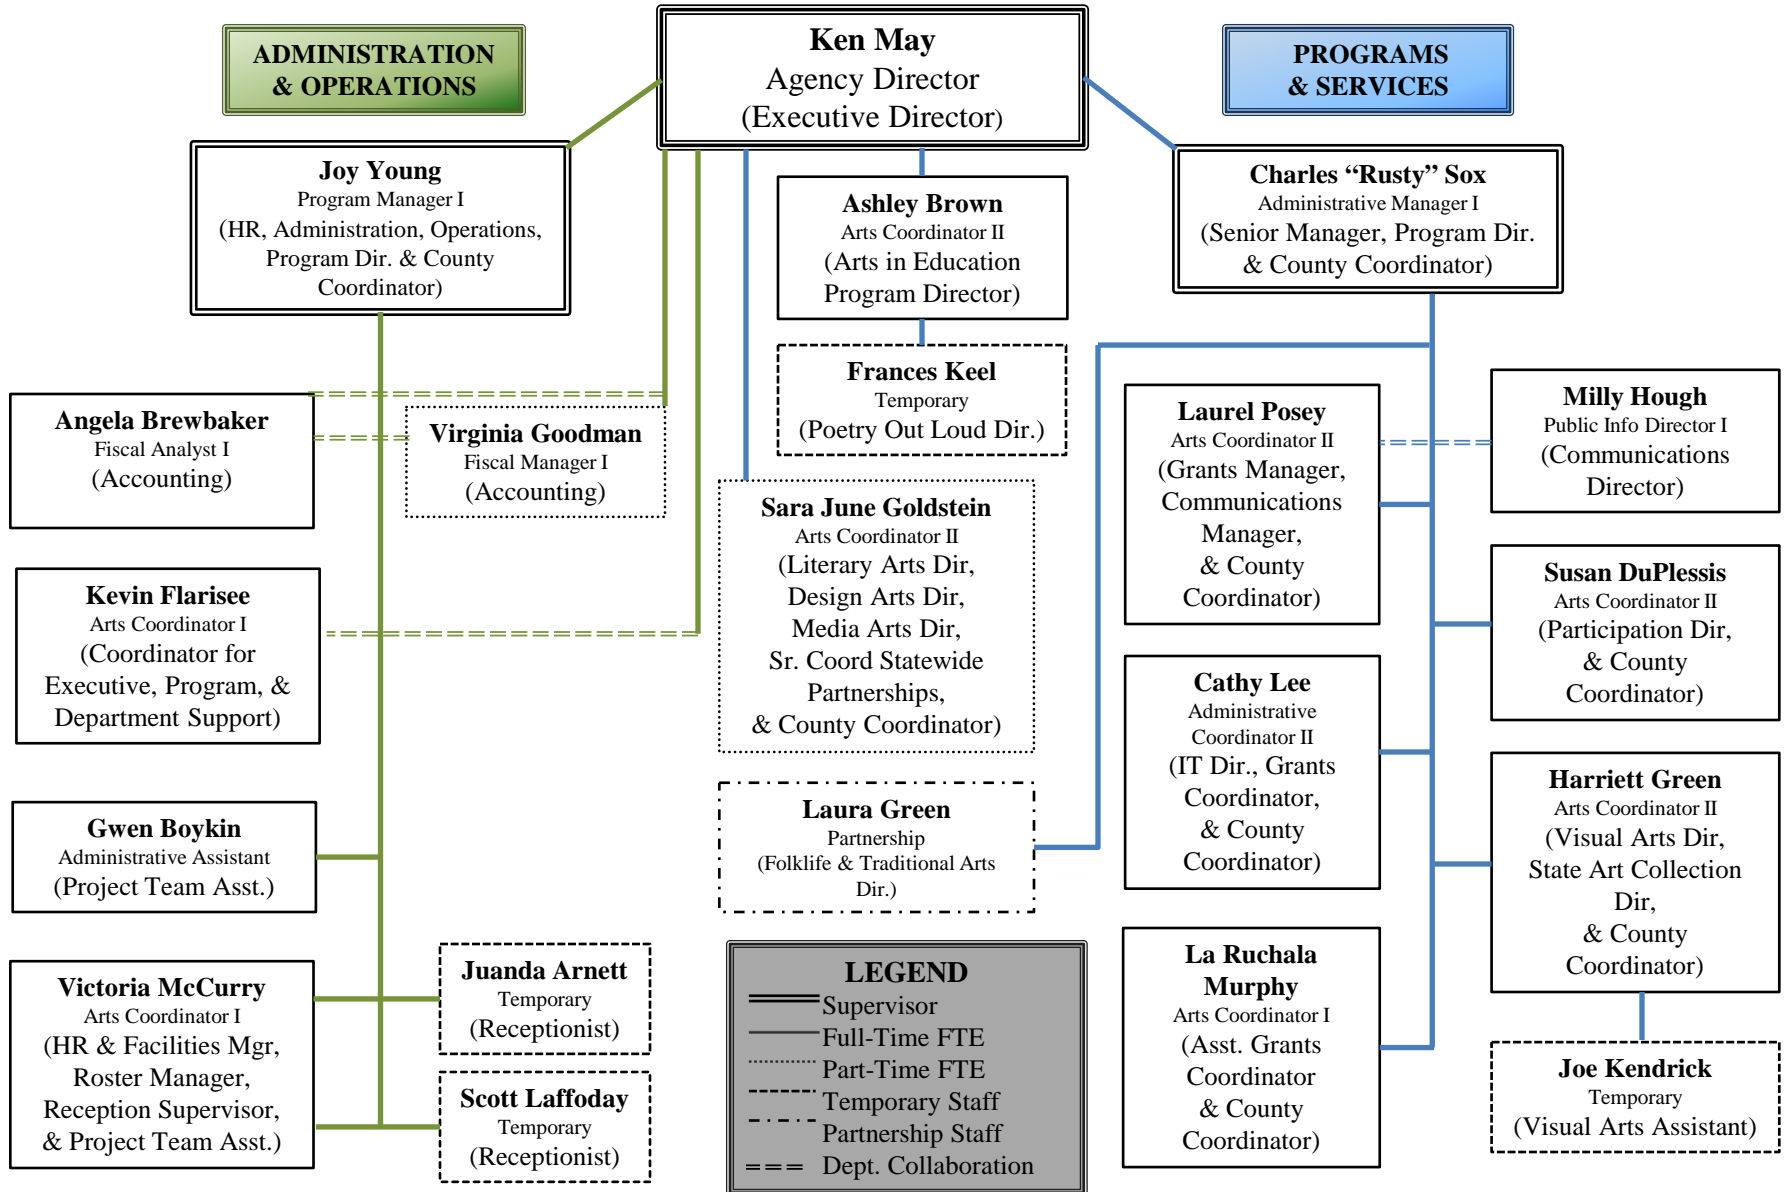 ADMINISTRATION
& OPERATIONS
Ken May
Agency Director
(Executive Director)
PROGRAMS
& SERVICES
Joy Young
Program Manager I
(HR, Administration, Operations,
Program Dir. & County
Coordinator)
Ashley Brown
Arts Coordinator II
(Arts in Education
Program Director)
Charles “Rusty” Sox
Administrative Manager I
(Senior Manager, Program Dir.
& County Coordinator)
Frances Keel
Temporary
(Poetry Out Loud Dir.)
Angela Brewbaker
Fiscal Analyst I
(Accounting)
Virginia Goodman
Fiscal Manager I
(Accounting)
Laurel Posey
Arts Coordinator II
(Grants Manager,
Communications
Manager,
& County
Coordinator)
Milly Hough
Public Info Director I
(Communications
Director)
Sara June Goldstein
Arts Coordinator II
(Literary Arts Dir,
Design Arts Dir,
Media Arts Dir,
Sr. Coord Statewide
Partnerships,
& County Coordinator)
Kevin Flarisee
Arts Coordinator I
(Coordinator for
Executive, Program, &
Department Support)
Susan DuPlessis
Arts Coordinator II
(Participation Dir,
& County
Coordinator)
Cathy Lee
Administrative
Coordinator II
(IT Dir., Grants
Coordinator,
& County
Coordinator)
Harriett Green
Arts Coordinator II
(Visual Arts Dir,
State Art Collection
Dir,
& County
Coordinator)
Laura Green
Partnership
(Folklife & Traditional Arts
Dir.)
Gwen Boykin
Administrative Assistant
(Project Team Asst.)
Victoria McCurry
Arts Coordinator I
(HR & Facilities Mgr,
Roster Manager,
Reception Supervisor,
& Project Team Asst.)
Juanda Arnett
Temporary
(Receptionist)
Scott Laffoday
Temporary
(Receptionist)
LEGEND
Supervisor
Full-Time FTE
Part-Time FTE
Temporary Staff
Partnership Staff
Dept. Collaboration
La Ruchala
Murphy
Arts Coordinator I
(Asst. Grants
Coordinator
& County
Coordinator)
Joe Kendrick
Temporary
(Visual Arts Assistant)